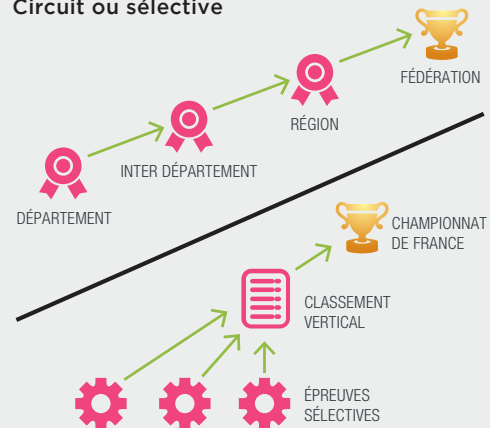 Circuit ou sélective
FÉDÉRATION
RÉGION
INTER DÉPARTEMENT
DÉPARTEMENT
CHAMPIONNAT
DE FRANCE
CLASSEMENT
VERTICAL
ÉPREUVES
SÉLECTIVES